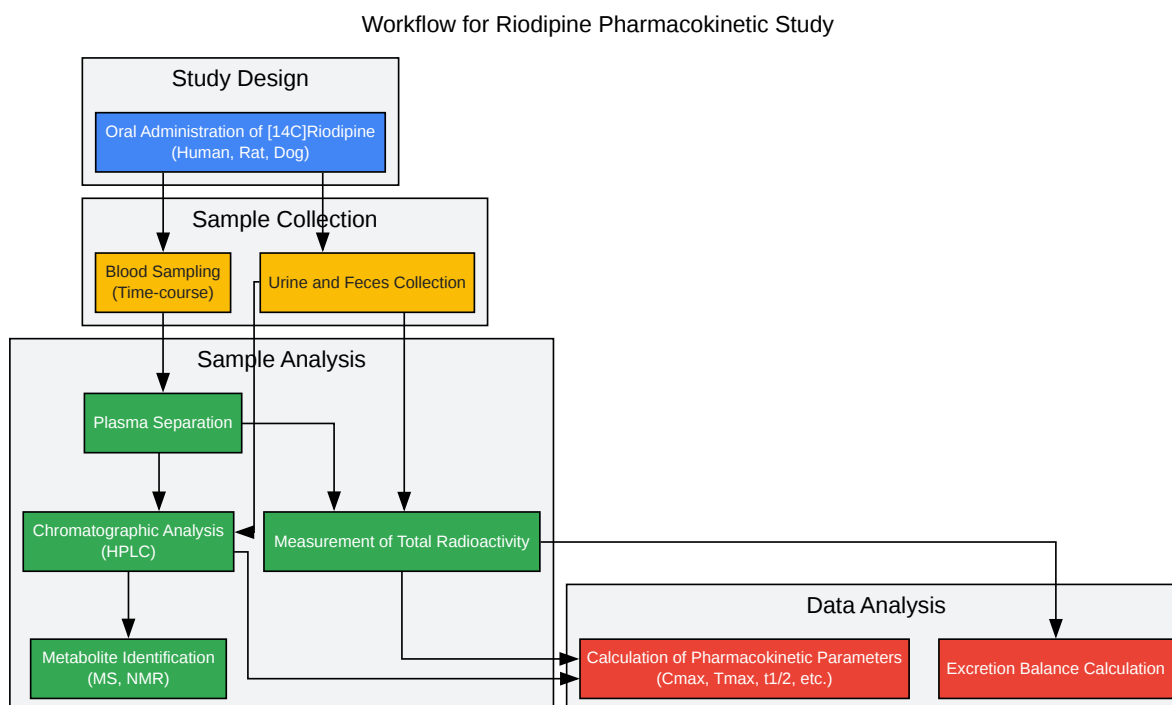 Workflow for Riodipine Pharmacokinetic Study
Study Design
Oral Administration of [14C]Riodipine
(Human, Rat, Dog)
Sample Collection
Blood Sampling
(Time-course)
Urine and Feces Collection
Sample Analysis
Plasma Separation
Chromatographic Analysis
(HPLC)
Measurement of Total Radioactivity
Metabolite Identification
(MS, NMR)
Data Analysis
Calculation of Pharmacokinetic Parameters
(Cmax, Tmax, t1/2, etc.)
Excretion Balance Calculation